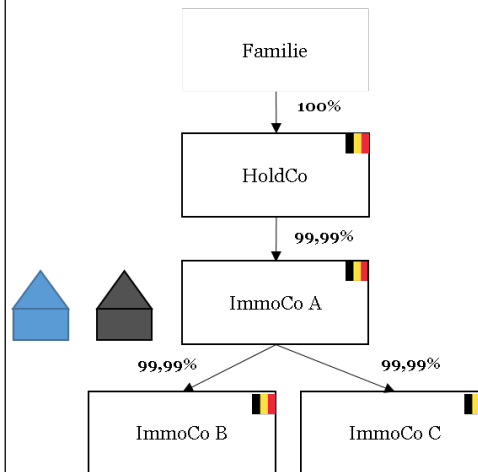 Familie
100%
HoldCo
99,99%
ImmoCo A
99,99%
99,99%
ImmoCo B
ImmoCo C